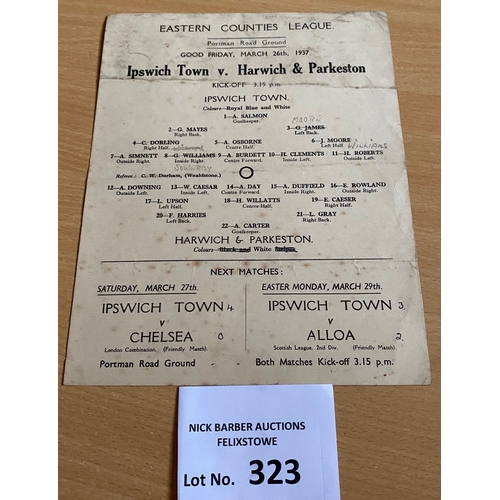 EASTERN COUNTIES LEAGUE.
Portman Road Ground
GOOD FRIDAY, MARCH 26th, 1937.
Ipswich Town v. Harwich & Parkeston
KICK-OFF 3.15 p.m.
IPSWICH TOWN.
Colours—Royal Blue and White
1—A. SALMON
Goalkeeper.
MOORE
2—G. MAYES 3—G. JAMES
Right Back. Left Back.
4—C. DORLING 5—A. OSBORNE 6—J. MOORE WILLIAMS
Right Half. Centre Half. Left Half
7—A. SIMNETT 8—G. WILLIAMS 9—A. BURDETT 10—H. CLEMENTS 11—H. ROBERTS
Outside Right. Inside Right. Centre Forward. Inside Left. Outside Left.
Referee: C. W. Durham, (Wealdstone.)
12—A. DOWNING 13—W. CAESAR 14—A. DAY 15—A. DUFFIELD 16—E. ROWLAND
Outside Left. Inside Left. Centre Forward. Inside Right. Outside Right.
17—L. UPSON 18—H. WILLATTS 19—E. CAESER
Left Half. Centre Half. Right Half.
20—F. HARRIES 21—L. GRAY
Left Back. Right Back.
22—A. CARTER
Goalkeeper.
HARWICH & PARKESTON.
Colours—Black and White Stripes
NEXT MATCHES:
SATURDAY, MARCH 27th. EASTER MONDAY, MARCH 29th.
IPSWICH TOWN 4 IPSWICH TOWN 3
v v
CHELSEA 0 ALLOA 2
London Combination. (Friendly Match). Scottish League, 2nd Div. (Friendly Match).
Portman Road Ground Both Matches Kick-off 3.15 p.m.
NICK BARBER AUCTIONS
FELIXSTOWE
Lot No. 323